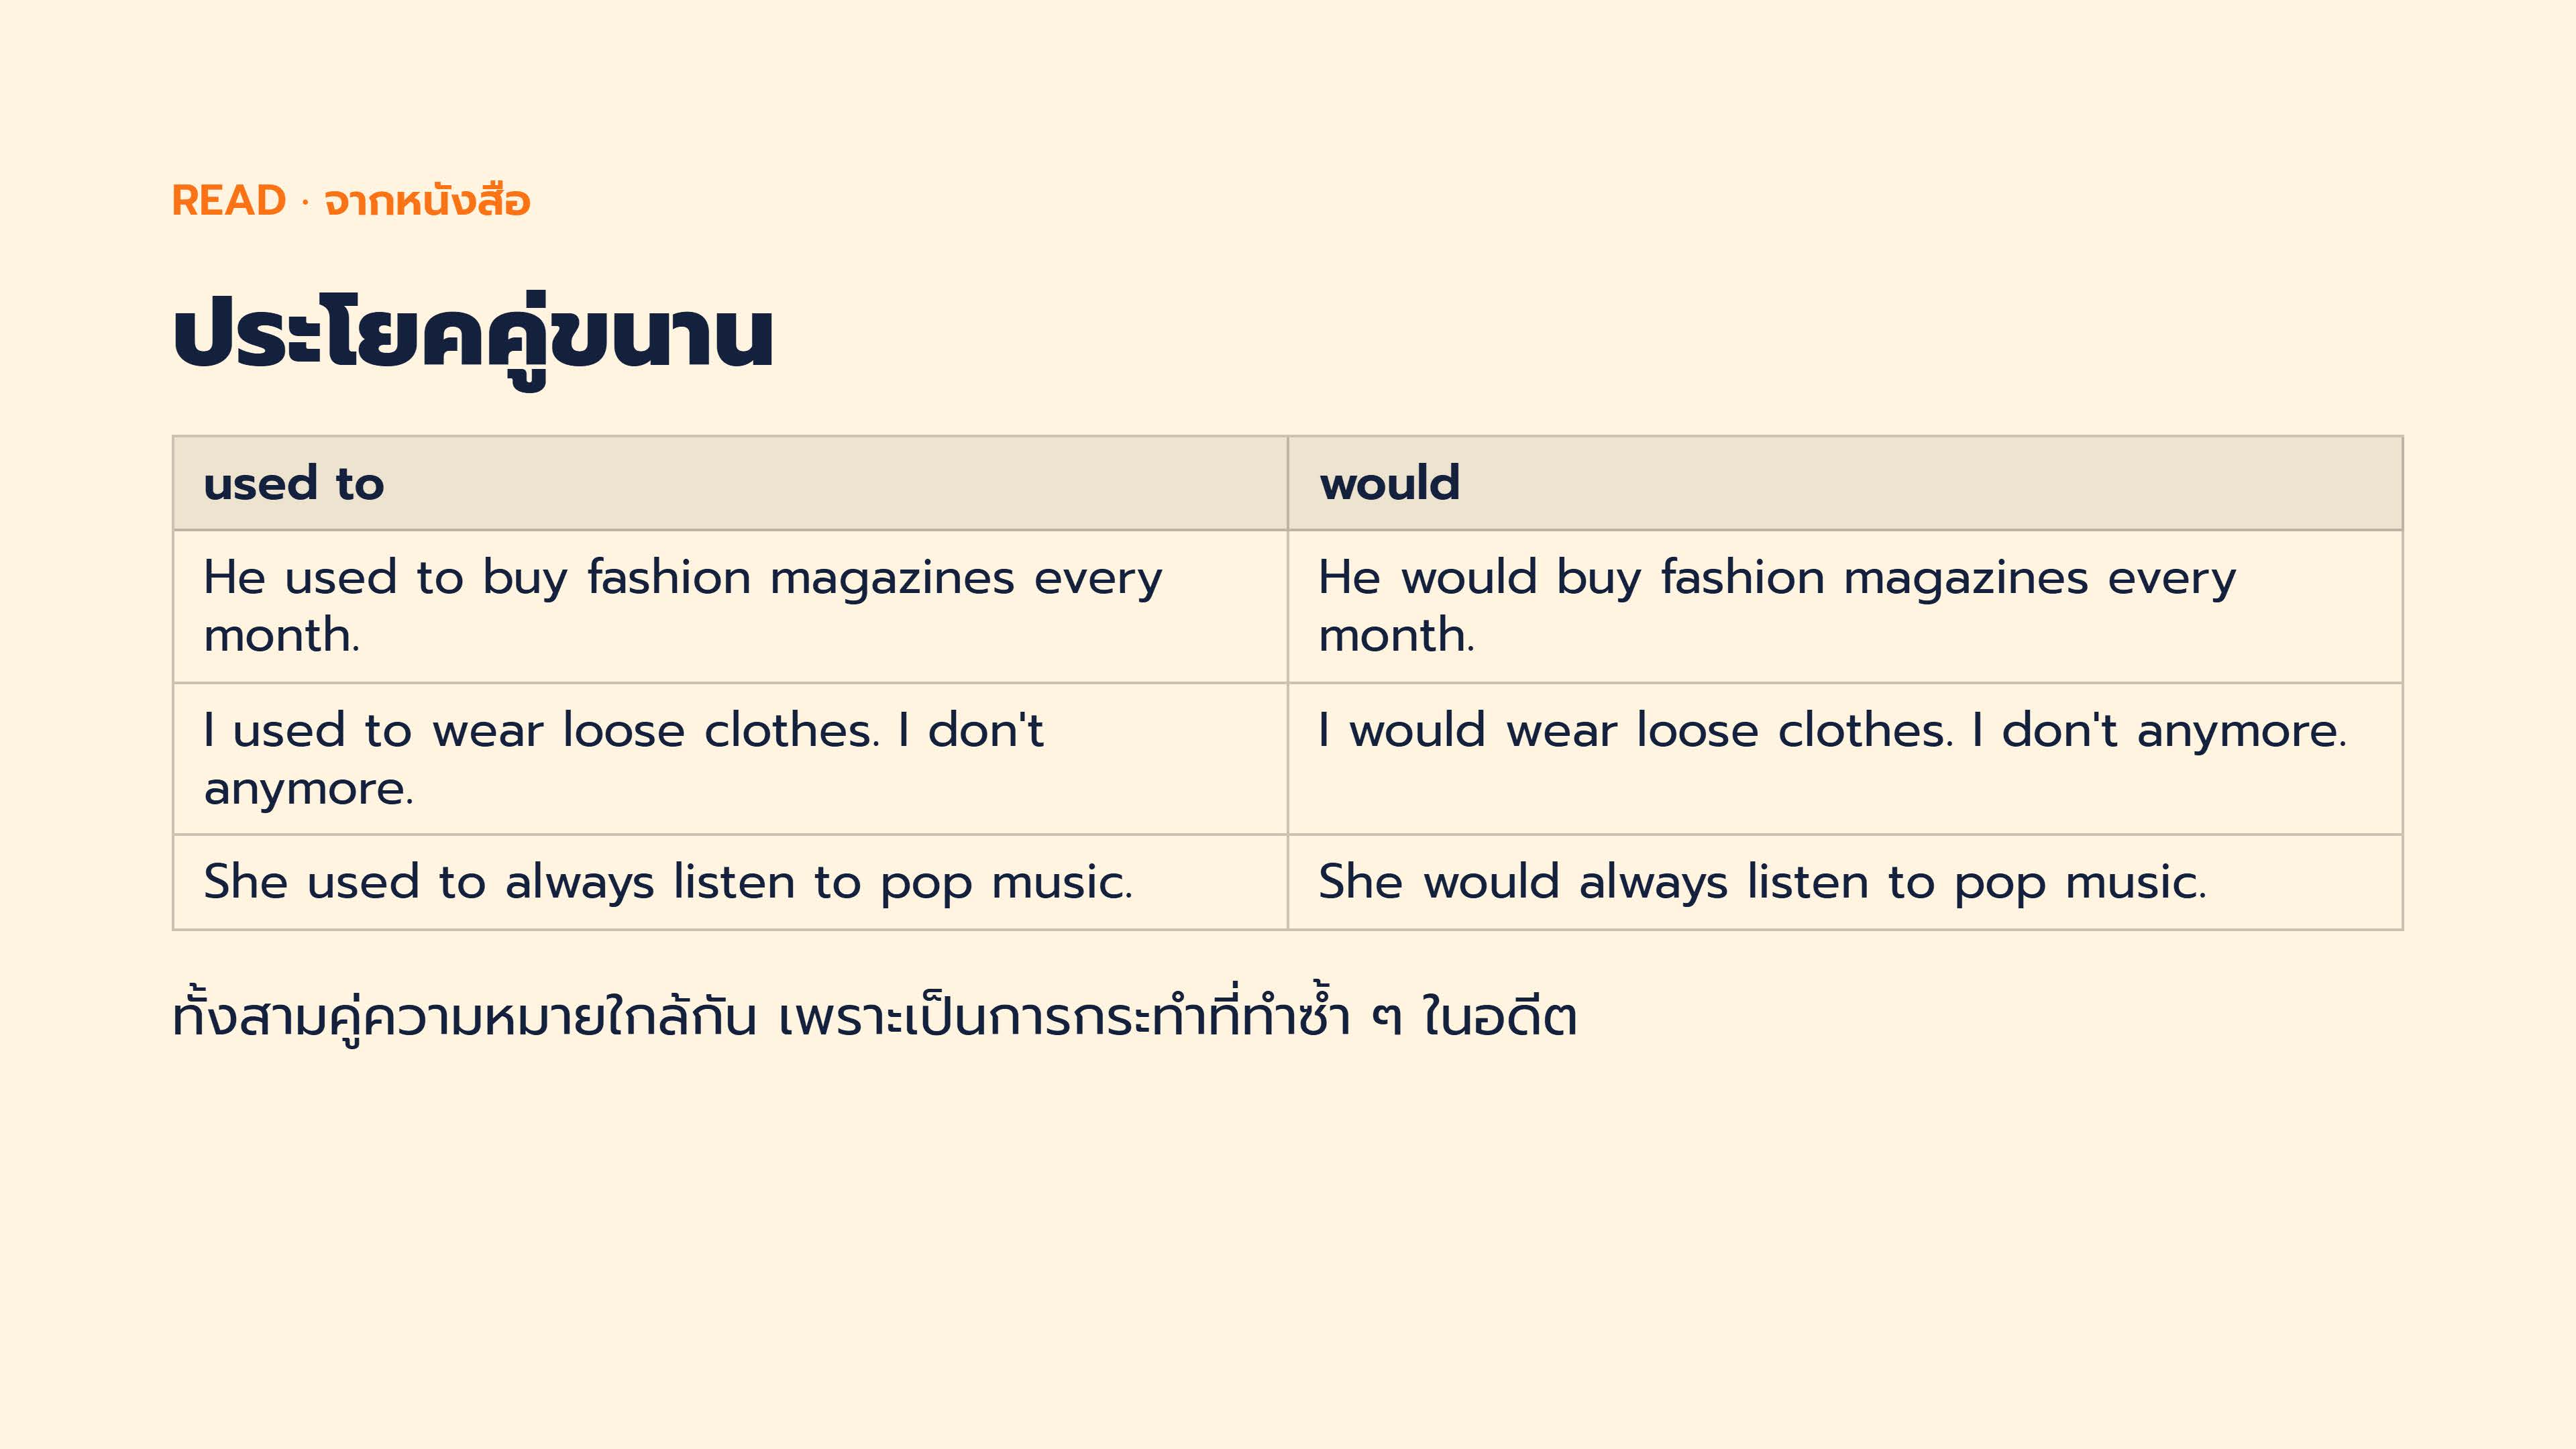 READ · จากหนังสือ
ประโยคคู่ขนาน
used to
would
He used to buy fashion magazines every
month.
He would buy fashion magazines every
month.
I used to wear loose clothes. I don't
anymore.
I would wear loose clothes. I don't anymore.
She used to always listen to pop music.
She would always listen to pop music.
ทั้งสามคู่ความหมายใกล้กัน เพราะเป็นการกระทำที่ทำซ้ำ ๆ ในอดีต